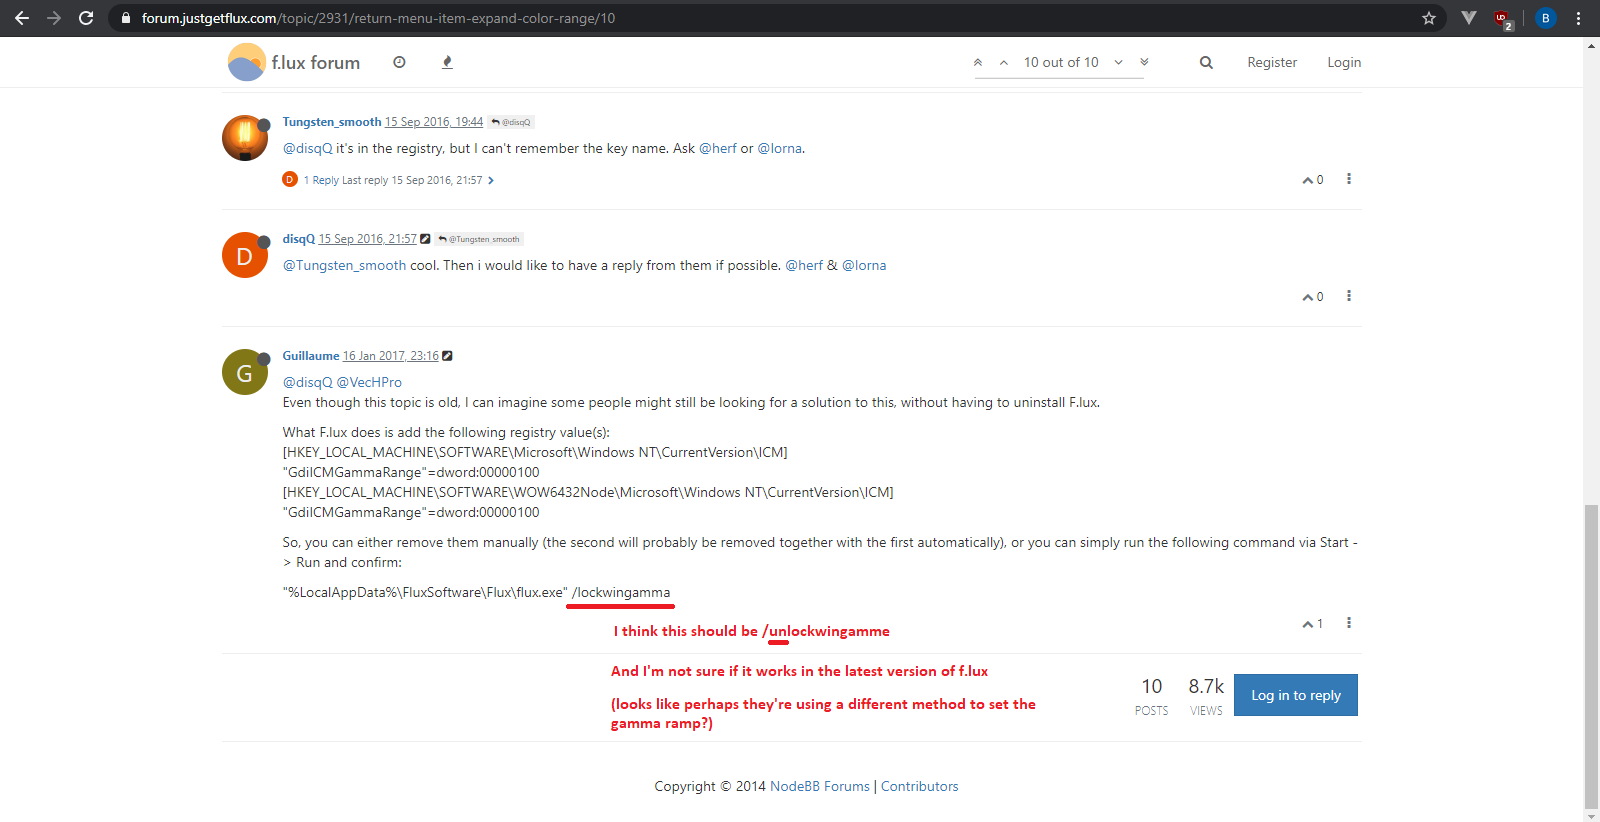 forum.justgetflux.com/topic/2931/return-menu-item-expand-color-range/10
2
B
f.lux forum
10 out of 10
Register
Login
Tungsten_smooth 15 Sep 2016, 19:44 @disqQ
@disqQ it's in the registry, but I can't remember the key name. Ask @herf or @lorna.
D 1 Reply Last reply 15 Sep 2016, 21:57
0
D
disqQ 15 Sep 2016, 21:57 @Tungsten_smooth
@Tungsten_smooth cool. Then i would like to have a reply from them if possible. @herf & @lorna
0
G
Guillaume 16 Jan 2017, 23:16
@disqQ @VecHPro
Even though this topic is old, I can imagine some people might still be looking for a solution to this, without having to uninstall F.lux.
What F.lux does is add the following registry value(s):
[HKEY_LOCAL_MACHINE\SOFTWARE\Microsoft\Windows NT\CurrentVersion\ICM]
"GdiICMGammaRange"=dword:00000100
[HKEY_LOCAL_MACHINE\SOFTWARE\WOW6432Node\Microsoft\Windows NT\CurrentVersion\ICM]
"GdiICMGammaRange"=dword:00000100
So, you can either remove them manually (the second will probably be removed together with the first automatically), or you can simply run the following command via Start -
> Run and confirm:
"%LocalAppData%\FluxSoftware\Flux\flux.exe" /lockwingamma
1
I think this should be /unlockwingamme
And I'm not sure if it works in the latest version of f.lux
(looks like perhaps they're using a different method to set the
gamma ramp?)
10
POSTS
8.7k
VIEWS
Log in to reply
Copyright © 2014 NodeBB Forums | Contributors